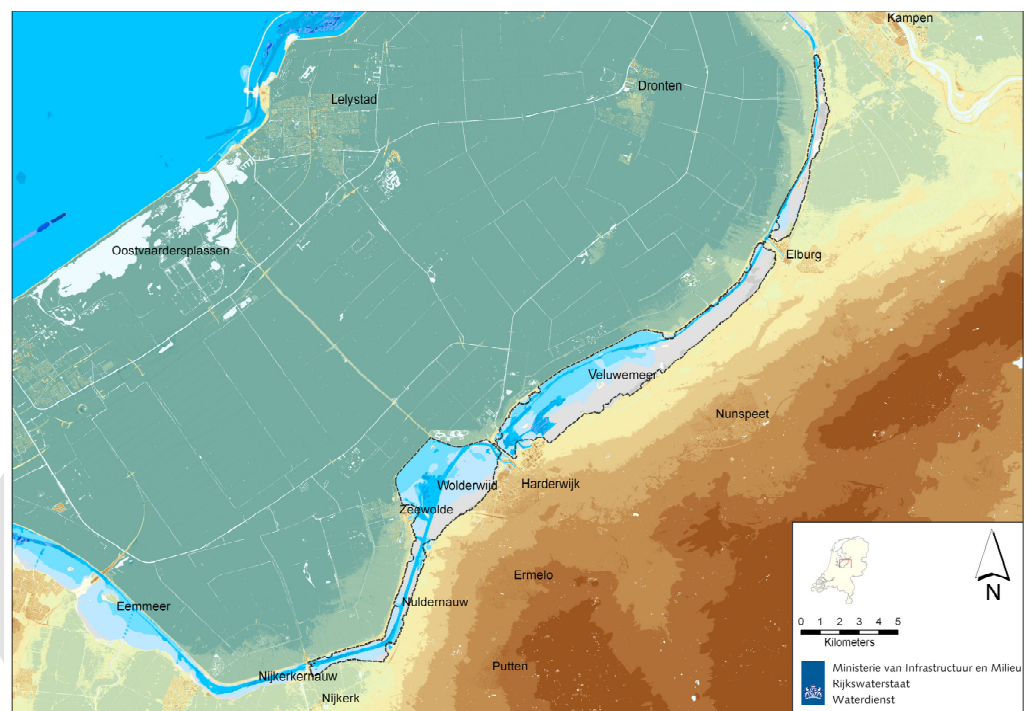 Kampen
Dronten
Lelystad
Oostvaardersplassen
Elburg
Veluwemeer
Nunspeet
Wolderwijd
Harderwijk
Zeewolde
Ermelo
Eemmeer
Nuldernauw
Putten
Nijkerkernauw
Nijkerk
N
0 1 2 3 4 5
Kilometers
Ministerie van Infrastructuur en Milieu
Rijkswaterstaat
Waterdienst